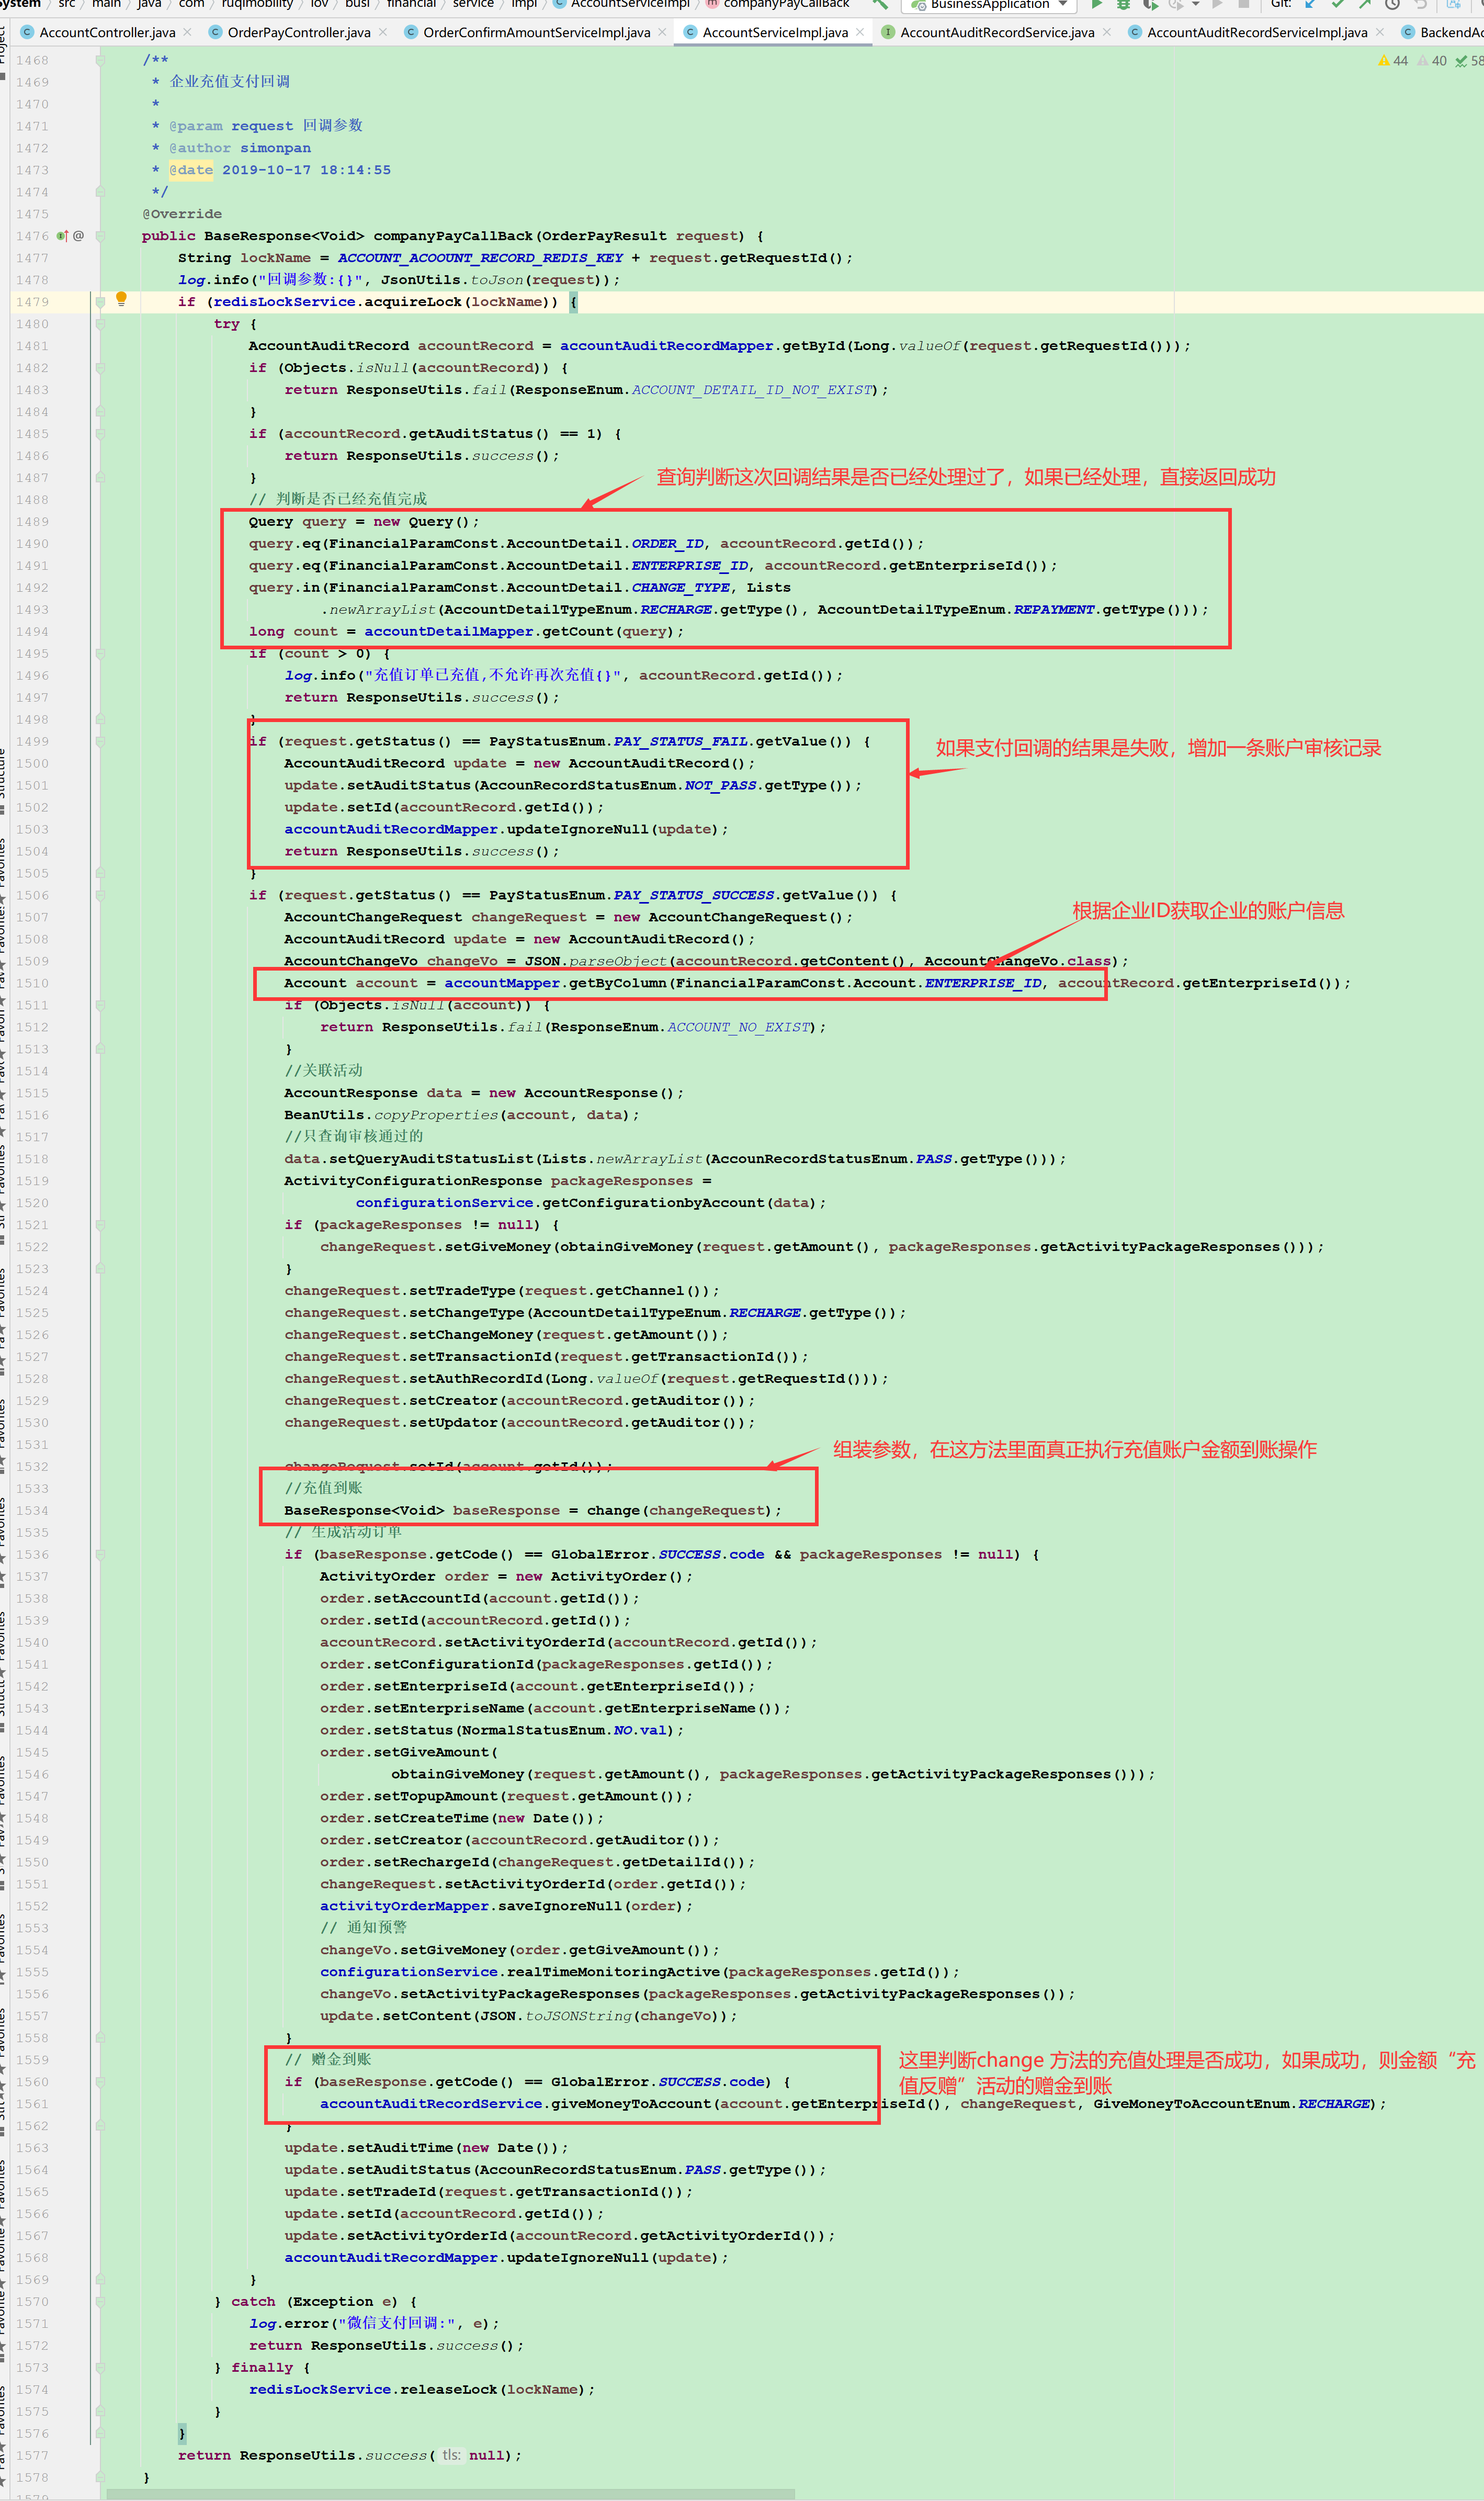 System › src › main › java › com › ruqimobility › iov › busi › financial › service › impl › AccountServiceImpl › companyPayCallBack BusinessApplication Git:
AccountController.java × OrderPayController.java × OrderConfirmAmountServiceImpl.java × AccountServiceImpl.java × AccountAuditRecordService.java × AccountAuditRecordServiceImpl.java × BackendAc
44 40 58
1468 /**
1469 * 企业充值支付回调
1470 *
1471 * @param request 回调参数
1472 * @author simonpan
1473 * @date 2019-10-17 18:14:55
1474 */
1475 @Override
1476 public BaseResponse<Void> companyPayCallBack(OrderPayResult request) {
1477 String lockName = ACCOUNT_ACOOUNT_RECORD_REDIS_KEY + request.getRequestId();
1478 log.info("回调参数:{}", JsonUtils.toJson(request));
1479 if (redisLockService.acquireLock(lockName)) {
1480 try {
1481 AccountAuditRecord accountRecord = accountAuditRecordMapper.getById(Long.valueOf(request.getRequestId()));
1482 if (Objects.isNull(accountRecord)) {
1483 return ResponseUtils.fail(ResponseEnum.ACCOUNT_DETAIL_ID_NOT_EXIST);
1484 }
1485 if (accountRecord.getAuditStatus() == 1) {
1486 return ResponseUtils.success();
1487 }
查询判断这次回调结果是否已经处理过了，如果已经处理，直接返回成功
1488 // 判断是否已经充值完成
1489 Query query = new Query();
1490 query.eq(FinancialParamConst.AccountDetail.ORDER_ID, accountRecord.getId());
1491 query.eq(FinancialParamConst.AccountDetail.ENTERPRISE_ID, accountRecord.getEnterpriseId());
1492 query.in(FinancialParamConst.AccountDetail.CHANGE_TYPE, Lists
1493 .newArrayList(AccountDetailTypeEnum.RECHARGE.getType(), AccountDetailTypeEnum.REPAYMENT.getType()));
1494 long count = accountDetailMapper.getCount(query);
1495 if (count > 0) {
1496 log.info("充值订单已充值,不允许再次充值{}", accountRecord.getId());
1497 return ResponseUtils.success();
1498 }
1499 if (request.getStatus() == PayStatusEnum.PAY_STATUS_FAIL.getValue()) {
如果支付回调的结果是失败，增加一条账户审核记录
1500 AccountAuditRecord update = new AccountAuditRecord();
1501 update.setAuditStatus(AccounRecordStatusEnum.NOT_PASS.getType());
1502 update.setId(accountRecord.getId());
1503 accountAuditRecordMapper.updateIgnoreNull(update);
1504 return ResponseUtils.success();
1505 }
1506 if (request.getStatus() == PayStatusEnum.PAY_STATUS_SUCCESS.getValue()) {
1507 AccountChangeRequest changeRequest = new AccountChangeRequest();
根据企业ID获取企业的账户信息
1508 AccountAuditRecord update = new AccountAuditRecord();
1509 AccountChangeVo changeVo = JSON.parseObject(accountRecord.getContent(), AccountChangeVo.class);
1510 Account account = accountMapper.getByColumn(FinancialParamConst.Account.ENTERPRISE_ID, accountRecord.getEnterpriseId());
1511 if (Objects.isNull(account)) {
1512 return ResponseUtils.fail(ResponseEnum.ACCOUNT_NO_EXIST);
1513 }
1514 //关联活动
1515 AccountResponse data = new AccountResponse();
1516 BeanUtils.copyProperties(account, data);
1517 //只查询审核通过的
1518 data.setQueryAuditStatusList(Lists.newArrayList(AccounRecordStatusEnum.PASS.getType()));
1519 ActivityConfigurationResponse packageResponses =
1520 configurationService.getConfigurationbyAccount(data);
1521 if (packageResponses != null) {
1522 changeRequest.setGiveMoney(obtainGiveMoney(request.getAmount(), packageResponses.getActivityPackageResponses()));
1523 }
1524 changeRequest.setTradeType(request.getChannel());
1525 changeRequest.setChangeType(AccountDetailTypeEnum.RECHARGE.getType());
1526 changeRequest.setChangeMoney(request.getAmount());
1527 changeRequest.setTransactionId(request.getTransactionId());
1528 changeRequest.setAuthRecordId(Long.valueOf(request.getRequestId()));
1529 changeRequest.setCreator(accountRecord.getAuditor());
1530 changeRequest.setUpdator(accountRecord.getAuditor());
1531
组装参数，在这方法里面真正执行充值账户金额到账操作
1532 changeRequest.setId(account.getId());
1533 //充值到账
1534 BaseResponse<Void> baseResponse = change(changeRequest);
1535 // 生成活动订单
1536 if (baseResponse.getCode() == GlobalError.SUCCESS.code && packageResponses != null) {
1537 ActivityOrder order = new ActivityOrder();
1538 order.setAccountId(account.getId());
1539 order.setId(accountRecord.getId());
1540 accountRecord.setActivityOrderId(accountRecord.getId());
1541 order.setConfigurationId(packageResponses.getId());
1542 order.setEnterpriseId(account.getEnterpriseId());
1543 order.setEnterpriseName(account.getEnterpriseName());
1544 order.setStatus(NormalStatusEnum.NO.val);
1545 order.setGiveAmount(
1546 obtainGiveMoney(request.getAmount(), packageResponses.getActivityPackageResponses()));
1547 order.setTopupAmount(request.getAmount());
1548 order.setCreateTime(new Date());
1549 order.setCreator(accountRecord.getAuditor());
1550 order.setRechargeId(changeRequest.getDetailId());
1551 changeRequest.setActivityOrderId(order.getId());
1552 activityOrderMapper.saveIgnoreNull(order);
1553 // 通知预警
1554 changeVo.setGiveMoney(order.getGiveAmount());
1555 configurationService.realTimeMonitoringActive(packageResponses.getId());
1556 changeVo.setActivityPackageResponses(packageResponses.getActivityPackageResponses());
1557 update.setContent(JSON.toJSONString(changeVo));
1558 }
1559 // 赠金到账
这里判断change 方法的充值处理是否成功，如果成功，则金额“充
值反赠”活动的赠金到账
1560 if (baseResponse.getCode() == GlobalError.SUCCESS.code) {
1561 accountAuditRecordService.giveMoneyToAccount(account.getEnterpriseId(), changeRequest, GiveMoneyToAccountEnum.RECHARGE);
1562 }
1563 update.setAuditTime(new Date());
1564 update.setAuditStatus(AccounRecordStatusEnum.PASS.getType());
1565 update.setTradeId(request.getTransactionId());
1566 update.setId(accountRecord.getId());
1567 update.setActivityOrderId(accountRecord.getActivityOrderId());
1568 accountAuditRecordMapper.updateIgnoreNull(update);
1569 }
1570 } catch (Exception e) {
1571 log.error("微信支付回调:", e);
1572 return ResponseUtils.success();
1573 } finally {
1574 redisLockService.releaseLock(lockName);
1575 }
1576 }
1577 return ResponseUtils.success( tls: null);
1578 }
1579